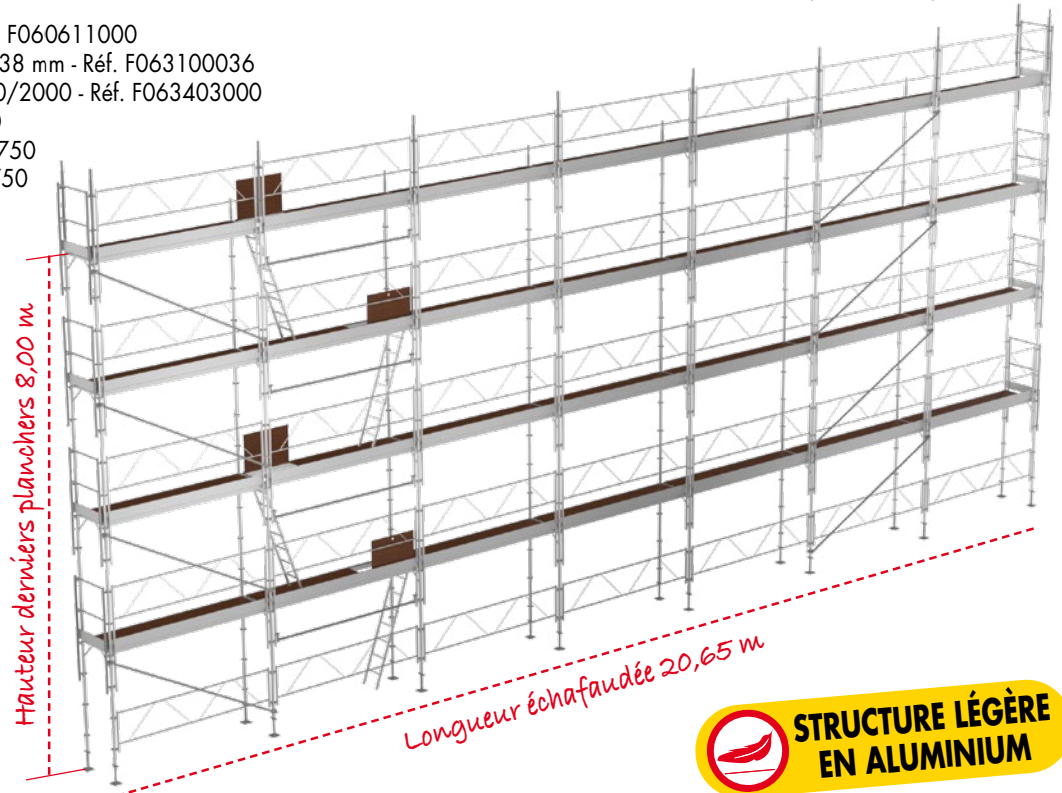 F060611000
38 mm - Réf. F063100036
0/2000 - Réf. F063403000
750
750
Hauteur derniers planchers 8,00 m
Longueur échafaudée 20,65 m
STRUCTURE LÉGÈRE
EN ALUMINIUM